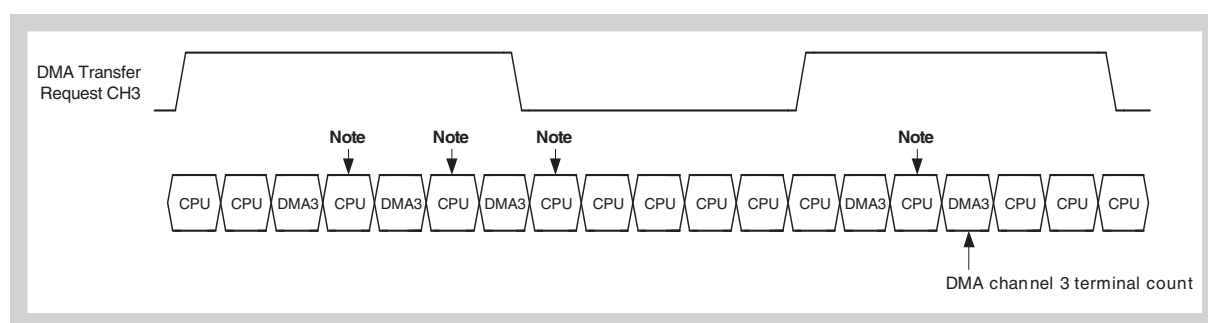 DMA Transfer
Request CH3
Note Note Note Note
CPU CPU DMA3 CPU DMA3 CPU DMA3 CPU CPU CPU CPU CPU CPU DMA3 CPU DMA3 CPU CPU CPU
DMA channel 3 terminal count